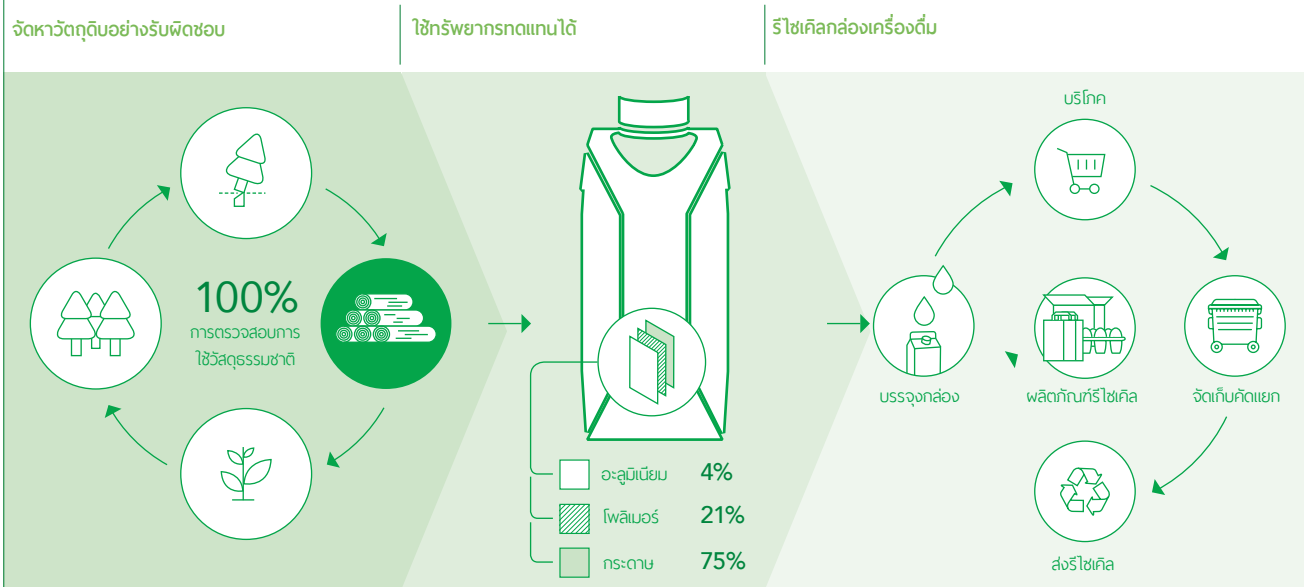 จัดหาวัตถุดิบอย่างรับผิดชอบ
ใช้ทรัพยากรทดแทนได้
รีไซเคิลกล่องเครื่องดื่ม
100%
การตรวจสอบการ
ใช้วัสดุธรรมชาติ
อะลูมิเนียม 4%
โพลิเมอร์ 21%
กระดาษ 75%
บริโภค
บรรจุกล่อง
ผลิตภัณฑ์รีไซเคิล
จัดเก็บคัดแยก
ส่งรีไซเคิล